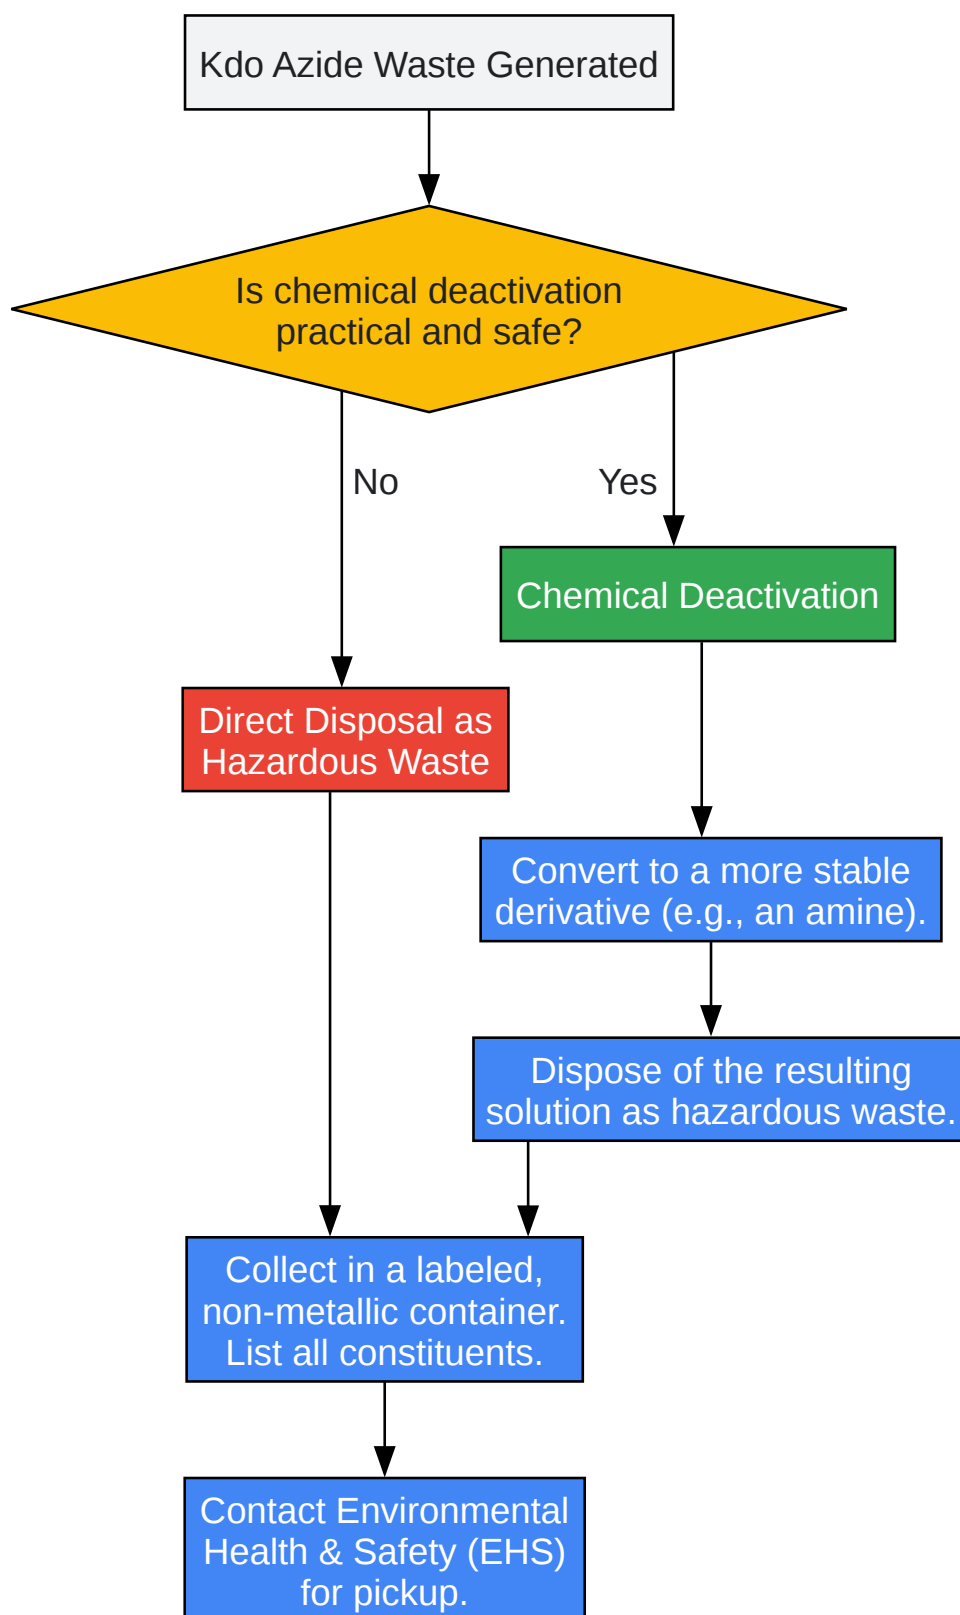 Kdo Azide Waste Generated
Is chemical deactivation
practical and safe?
No
Yes
Chemical Deactivation
Direct Disposal as
Hazardous Waste
Convert to a more stable
derivative (e.g., an amine).
Dispose of the resulting
solution as hazardous waste.
Collect in a labeled,
non-metallic container.
List all constituents.
Contact Environmental
Health & Safety (EHS)
for pickup.